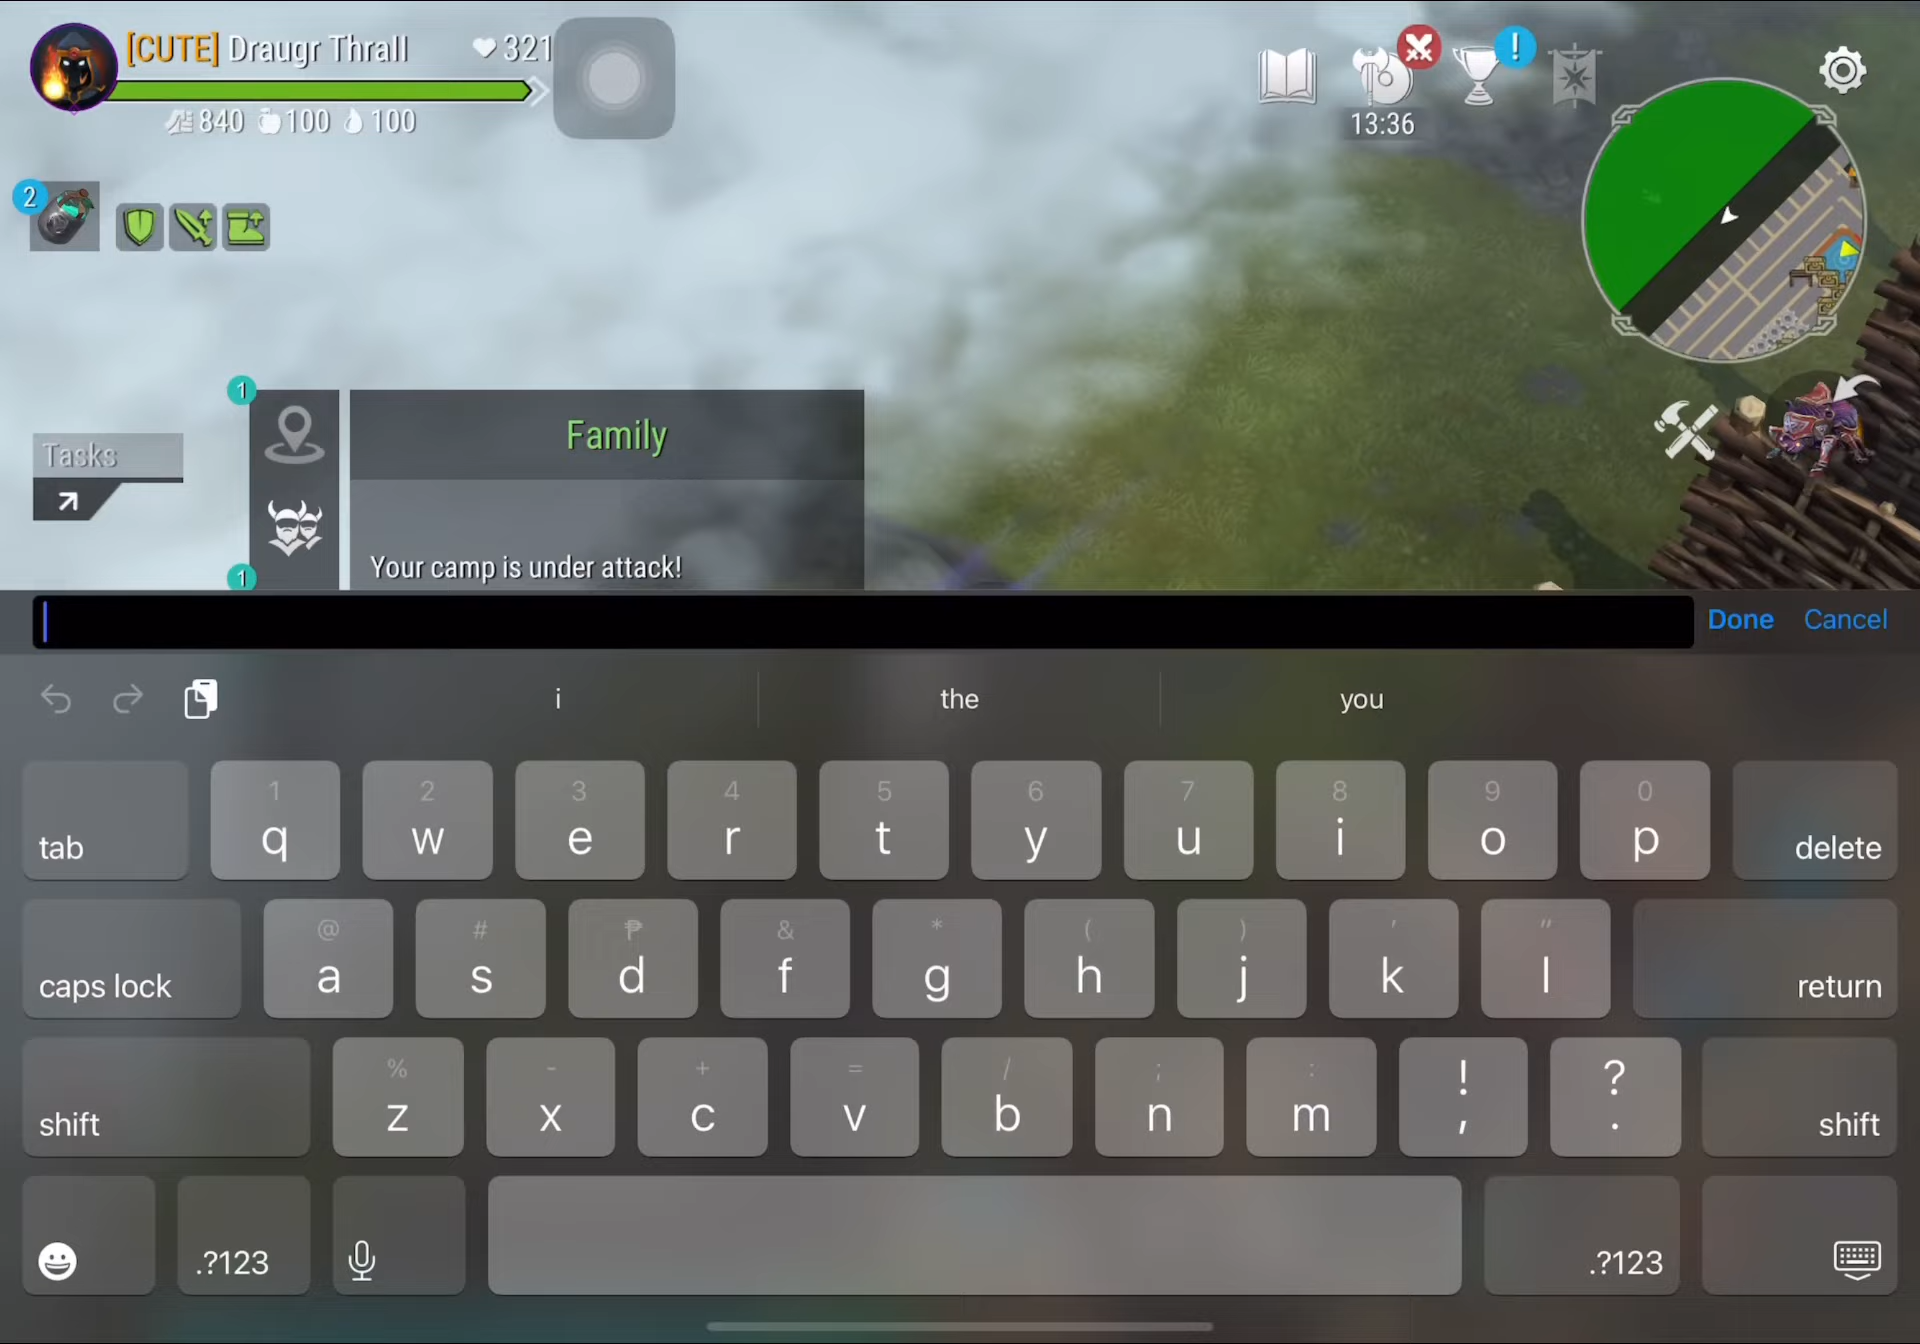 [CUTE] Draugr Thrall 321
840 100 100
13:36
!
2
1
Tasks
Family
Your camp is under attack!
1
Done Cancel
i the you
1 2 3 4 5 6 7 8 9 0
tab q w e r t y u i o p delete
@ # ₱ & * ( ) ' "
caps lock a s d f g h j k l return
% - + = / ; : ! ?
shift z x c v b n m , . shift
.?123 .?123